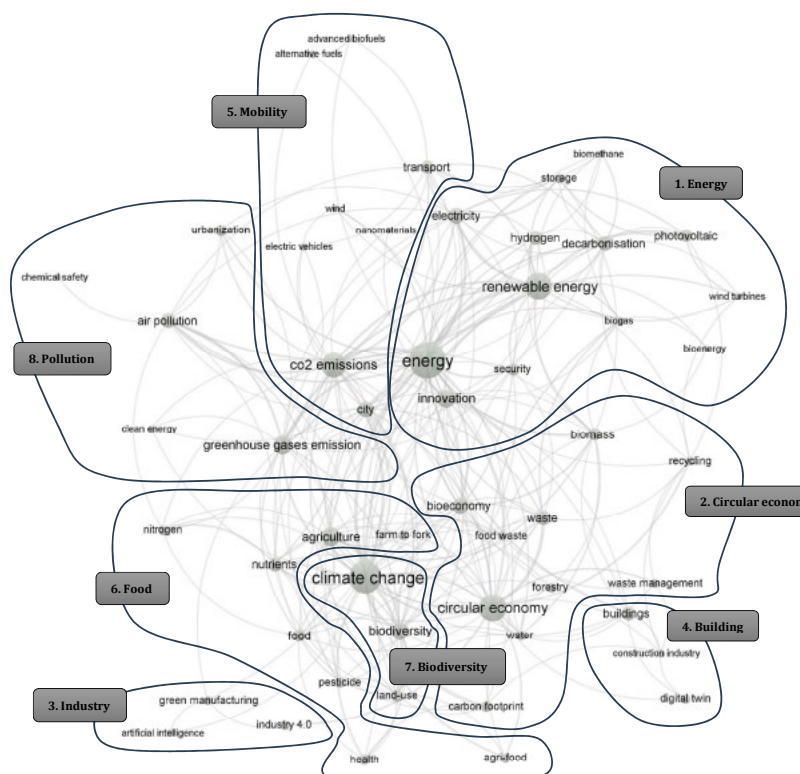 advanced biofuels
alternative fuels
5. Mobility
transport
biomethane
storage
1. Energy
wind
electricity
urbanization
nanomaterials
electric vehicles
hydrogen
decarbonisation
photovoltaic
chemical safety
renewable energy
wind turbines
air pollution
biogas
8. Pollution
co2 emissions
energy
security
bioenergy
innovation
city
clean energy
greenhouse gases emission
biomass
recycling
2. Circular econom
bioeconomy
nitrogen
agriculture
farm to fork
waste
food waste
nutrients
climate change
6. Food
forestry
waste management
circular economy
buildings
4. Building
food
biodiversity
water
construction industry
7. Biodiversity
pesticide
land-use
3. Industry
green manufacturing
carbon footprint
digital twin
artificial intelligence
industry 4.0
health
agri-food